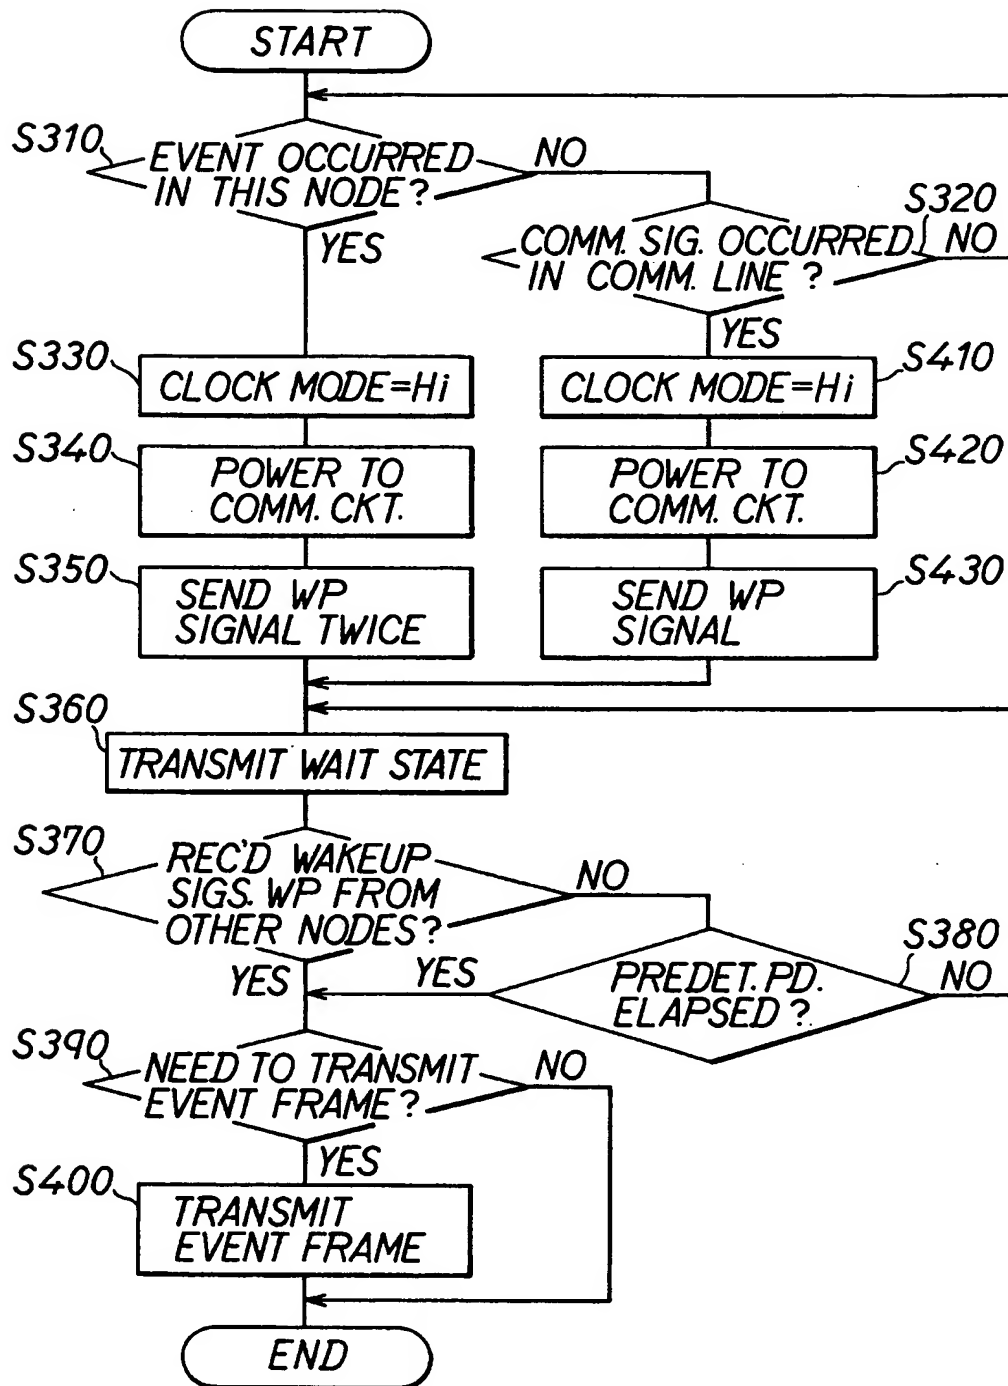 START
S310
EVENT OCCURRED
IN THIS NODE?
NO
YES
S320
COMM. SIG. OCCURRED
IN COMM. LINE ?
NO
YES
S330
CLOCK MODE=Hi
S410
CLOCK MODE=Hi
S340
POWER TO
COMM. CKT.
S420
POWER TO
COMM. CKT.
S350
SEND WP
SIGNAL TWICE
S430
SEND WP
SIGNAL
S360
TRANSMIT WAIT STATE
S370
REC'D WAKEUP
SIGS. WP FROM
OTHER NODES?
NO
YES
S380
PREDET. PD.
ELAPSED ?
YES
NO
S390
NEED TO TRANSMIT
EVENT FRAME?
NO
YES
S400
TRANSMIT
EVENT FRAME
END